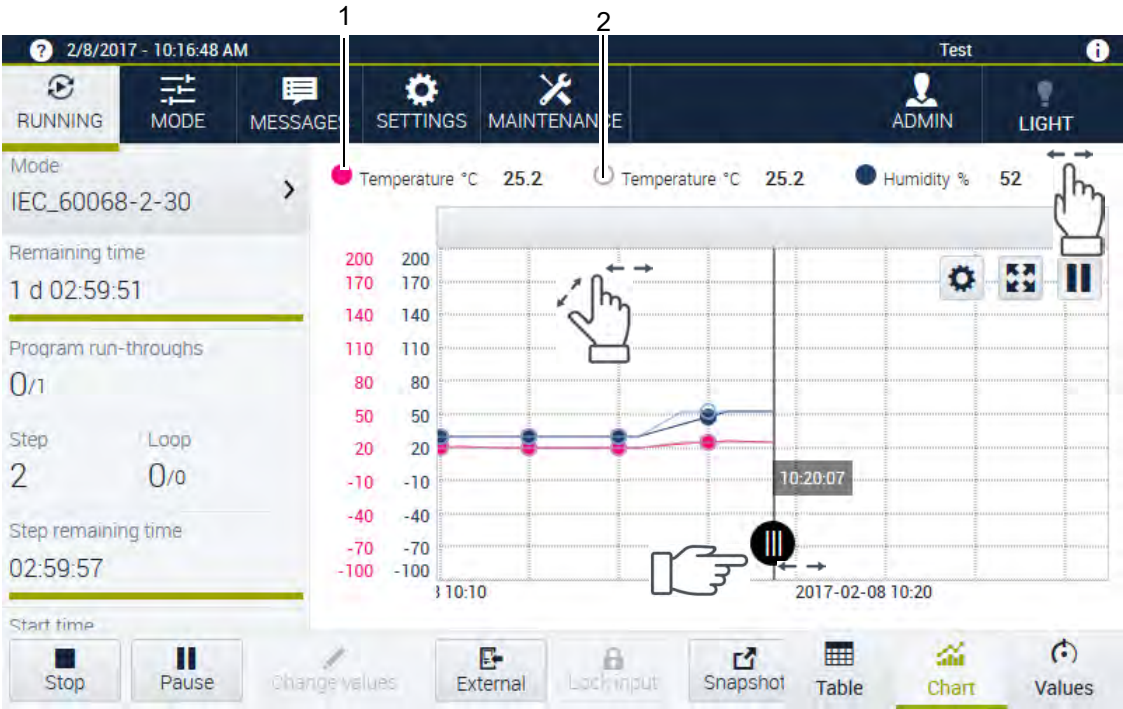 1
2
? 2/8/2017 - 10:16:48 AM Test i
RUNNING MODE MESSAGES SETTINGS MAINTENANCE ADMIN LIGHT
Mode
IEC_60068-2-30
Temperature °C 25.2 Temperature °C 25.2 Humidity % 52
Remaining time
1 d 02:59:51
Program run-throughs
0/1
Step Loop
2 0/0
Step remaining time
02:59:57
Start time
200 200
170 170
140 140
110 110
80 80
50 50
20 20
-10 -10
-40 -40
-70 -70
-100 -100
10:20:07
10:10
2017-02-08 10:20
Stop Pause Change values External Lock input Snapshot Table Chart Values